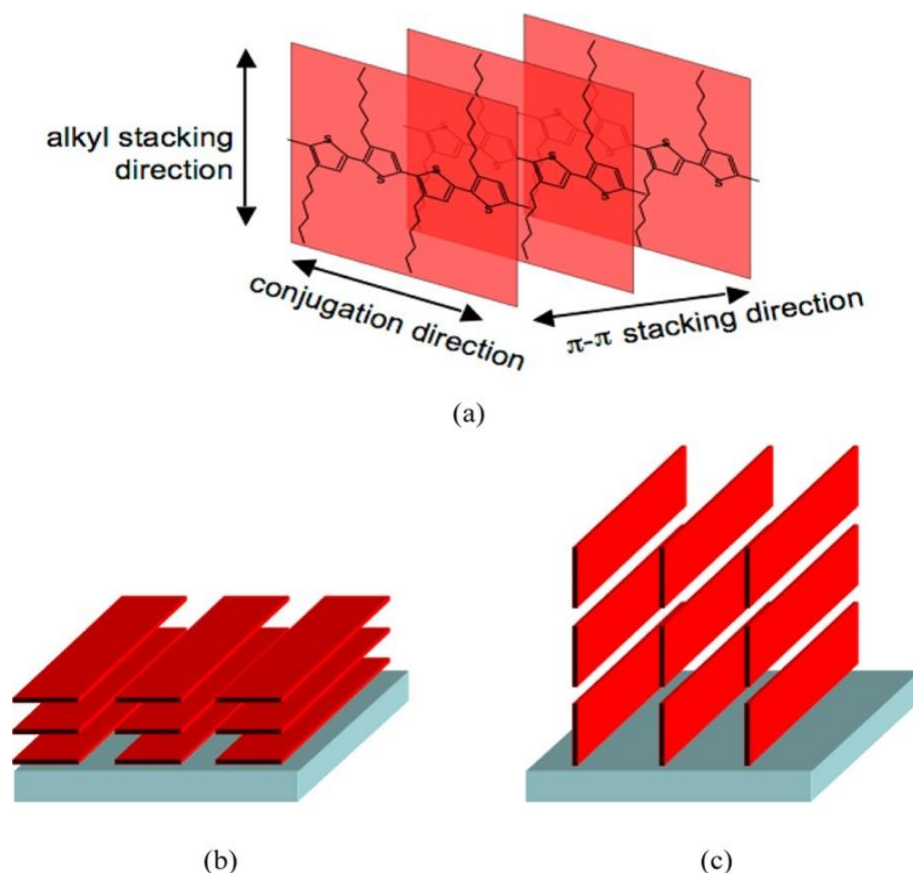 alkyl stacking
direction
S
S
S
S
S
S
S
S
conjugation direction
π-π stacking direction
(a)
(b)
(c)